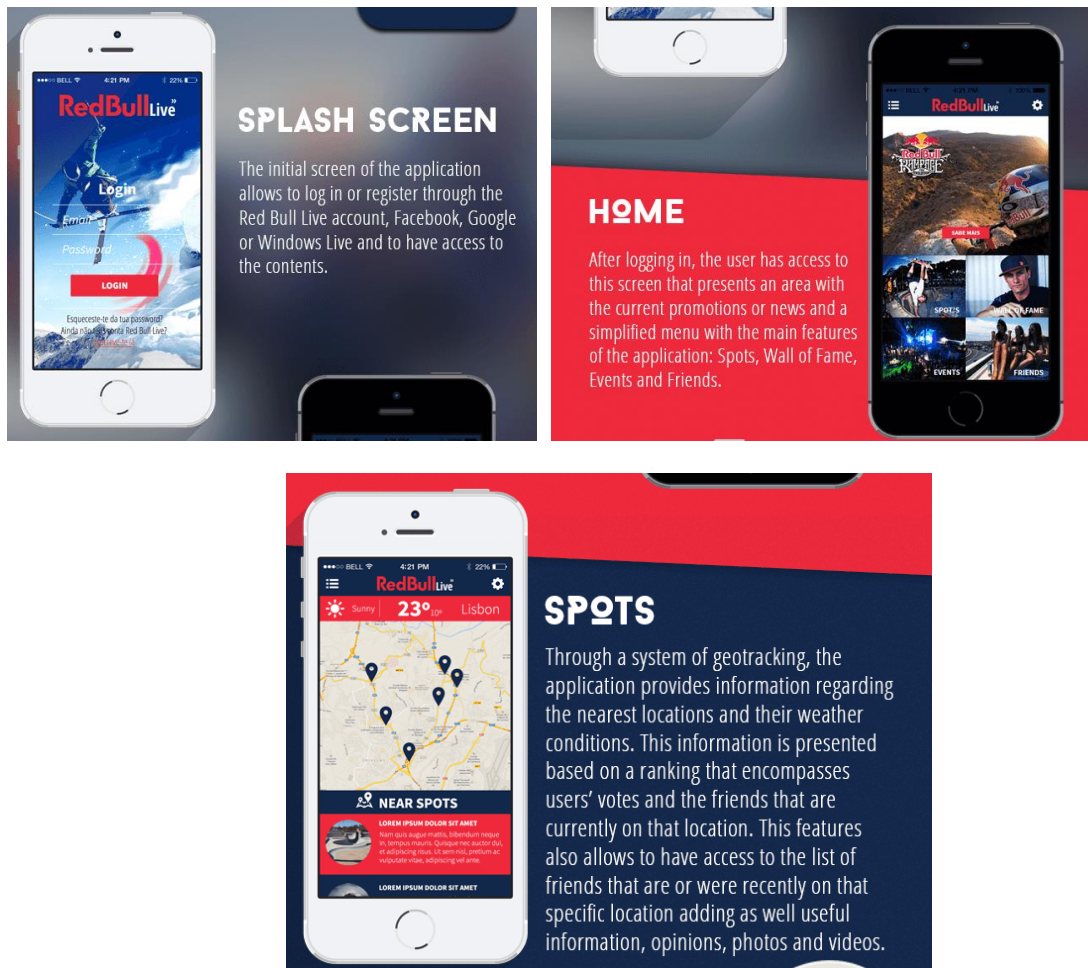 ●●●○○ BELL 4:21 PM 22%
RedBull Live»
Login
Email
Password
LOGIN
Esqueceste-te da tua password?
Ainda não tens conta Red Bull Live?
SPLASH SCREEN
The initial screen of the application
allows to log in or register through the
Red Bull Live account, Facebook, Google
or Windows Live and to have access to
the contents.
HOME
After logging in, the user has access to
this screen that presents an area with
the current promotions or news and a
simplified menu with the main features
of the application: Spots, Wall of Fame,
Events and Friends.
4:21 PM 100%
RedBull Live»
Red Bull
RAMPAGE
Red Bull
SABE MAIS
SPOT'S
WALL OF FAME
EVENTS
FRIENDS
●●●○○ BELL 4:21 PM 22%
RedBull Live»
Sunny 23º 10º Lisbon
NEAR SPOTS
LOREM IPSUM DOLOR SIT AMET
Nam quis augue mattis, bibendum neque
in, tempus mauris. Quisque nec auctor dui,
et adipiscing risus. Ut sem nisl, pretium ac
vulputate vitae, adipiscing vel ante.
LOREM IPSUM DOLOR SIT AMET
SPOTS
Through a system of geotracking, the
application provides information regarding
the nearest locations and their weather
conditions. This information is presented
based on a ranking that encompasses
users' votes and the friends that are
currently on that location. This features
also allows to have access to the list of
friends that are or were recently on that
specific location adding as well useful
information, opinions, photos and videos.